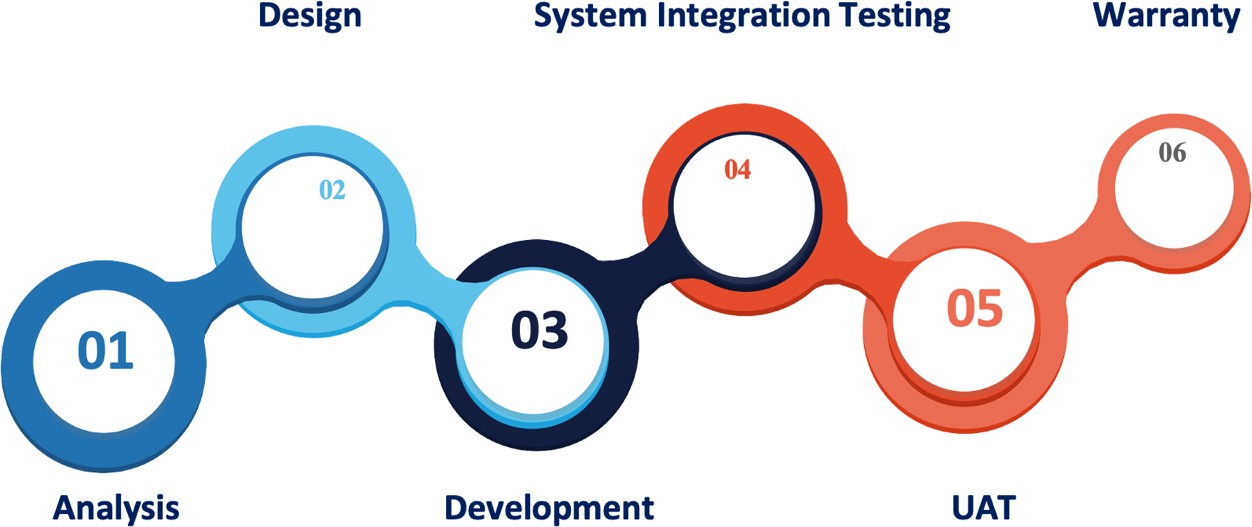 Design
System Integration Testing
Warranty
01
02
03
04
05
06
Analysis
Development
UAT